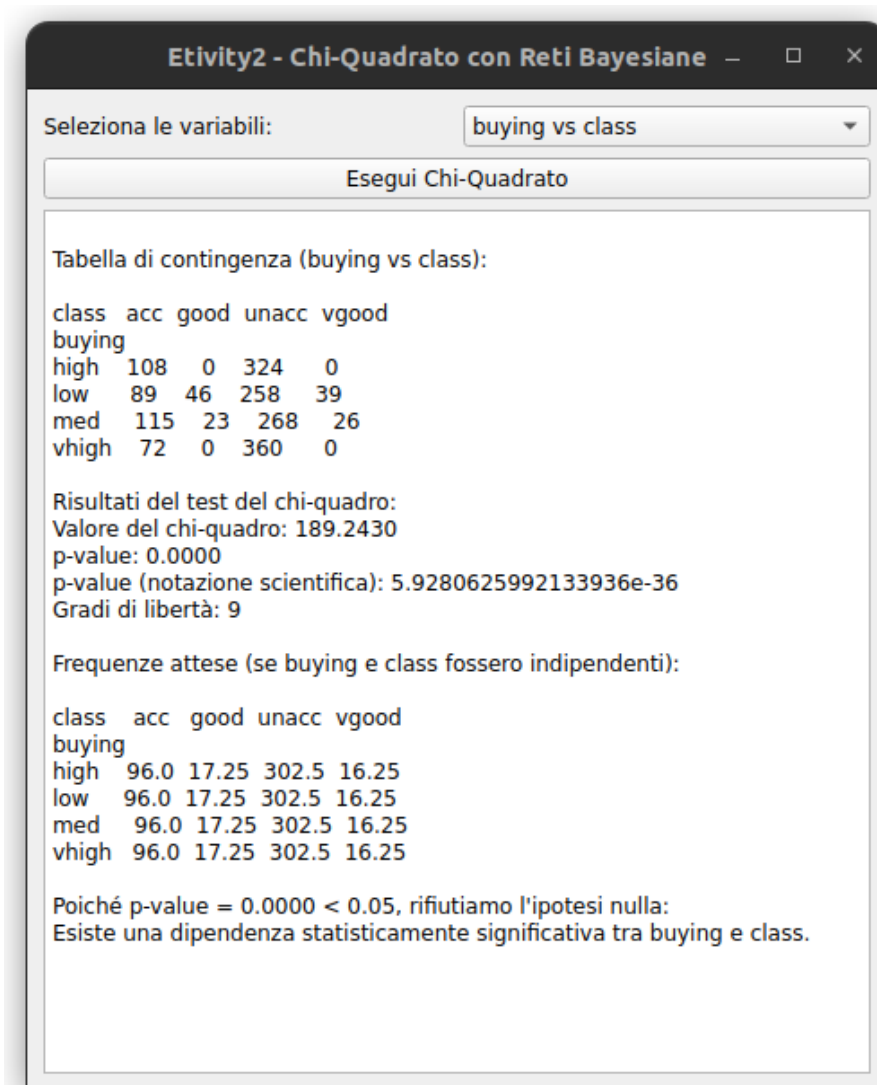 Etivity2 - Chi-Quadrato con Reti Bayesiane
Seleziona le variabili: buying vs class
Esegui Chi-Quadrato
Tabella di contingenza (buying vs class):
class acc good unacc vgood
buying
high 108 0 324 0
low 89 46 258 39
med 115 23 268 26
vhigh 72 0 360 0
Risultati del test del chi-quadro:
Valore del chi-quadro: 189.2430
p-value: 0.0000
p-value (notazione scientifica): 5.9280625992133936e-36
Gradi di libertà: 9
Frequenze attese (se buying e class fossero indipendenti):
class acc good unacc vgood
buying
high 96.0 17.25 302.5 16.25
low 96.0 17.25 302.5 16.25
med 96.0 17.25 302.5 16.25
vhigh 96.0 17.25 302.5 16.25
Poiché p-value = 0.0000 < 0.05, rifiutiamo l'ipotesi nulla:
Esiste una dipendenza statisticamente significativa tra buying e class.